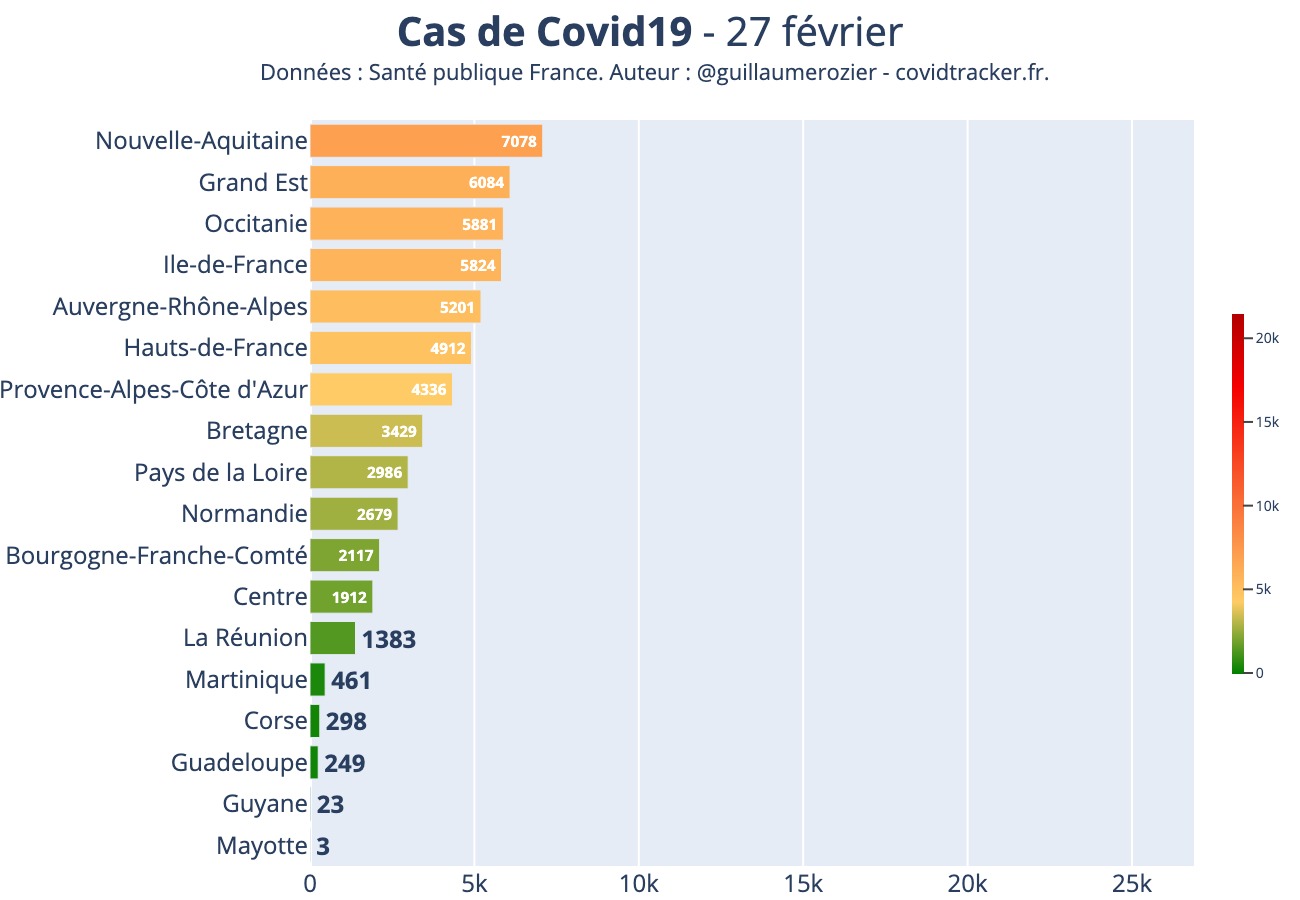 Cas de Covid19 - 27 février
Données : Santé publique France. Auteur : @guillaumerozier - covidtracker.fr.
Nouvelle-Aquitaine 7078
Grand Est 6084
Occitanie 5881
Ile-de-France 5824
Auvergne-Rhône-Alpes 5201
Hauts-de-France 4912
Provence-Alpes-Côte d'Azur 4336
Bretagne 3429
Pays de la Loire 2986
Normandie 2679
Bourgogne-Franche-Comté 2117
Centre 1912
La Réunion 1383
Martinique 461
Corse 298
Guadeloupe 249
Guyane 23
Mayotte 3
0 5k 10k 15k 20k 25k
20k
15k
10k
5k
0